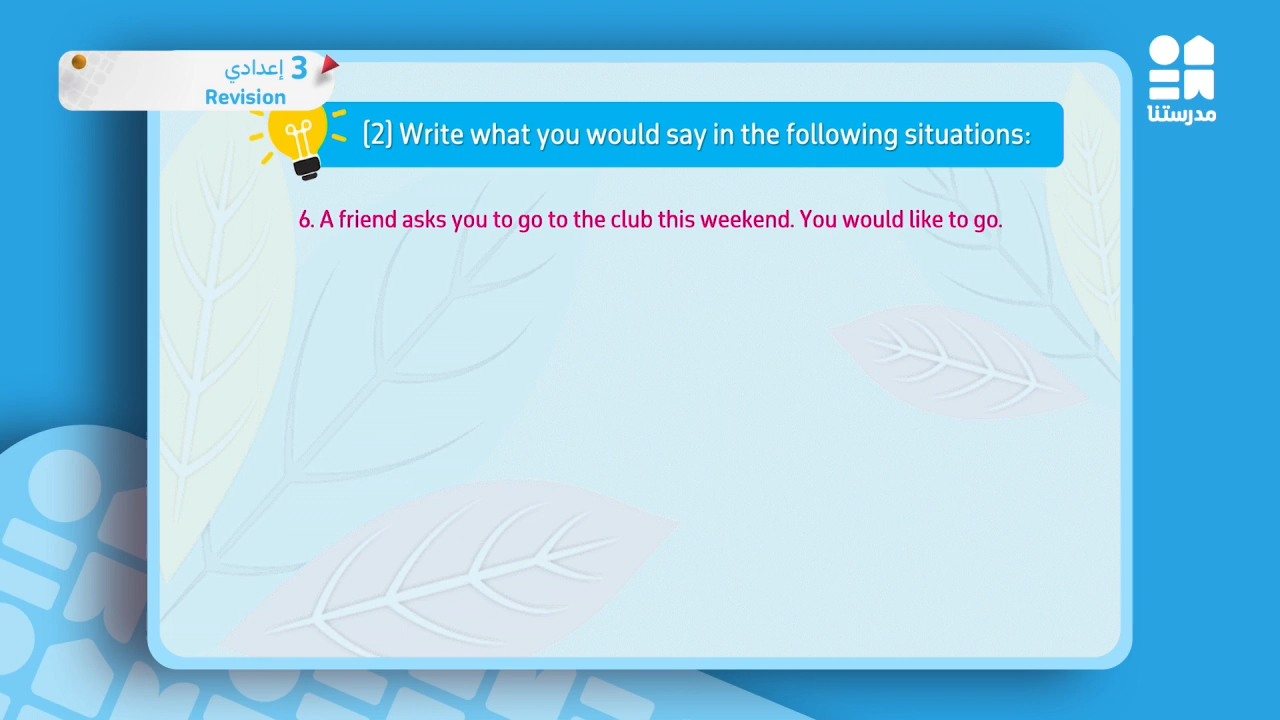 3 إعدادي
Revision
مدرستنا
(2) Write what you would say in the following situations:
6. A friend asks you to go to the club this weekend. You would like to go.